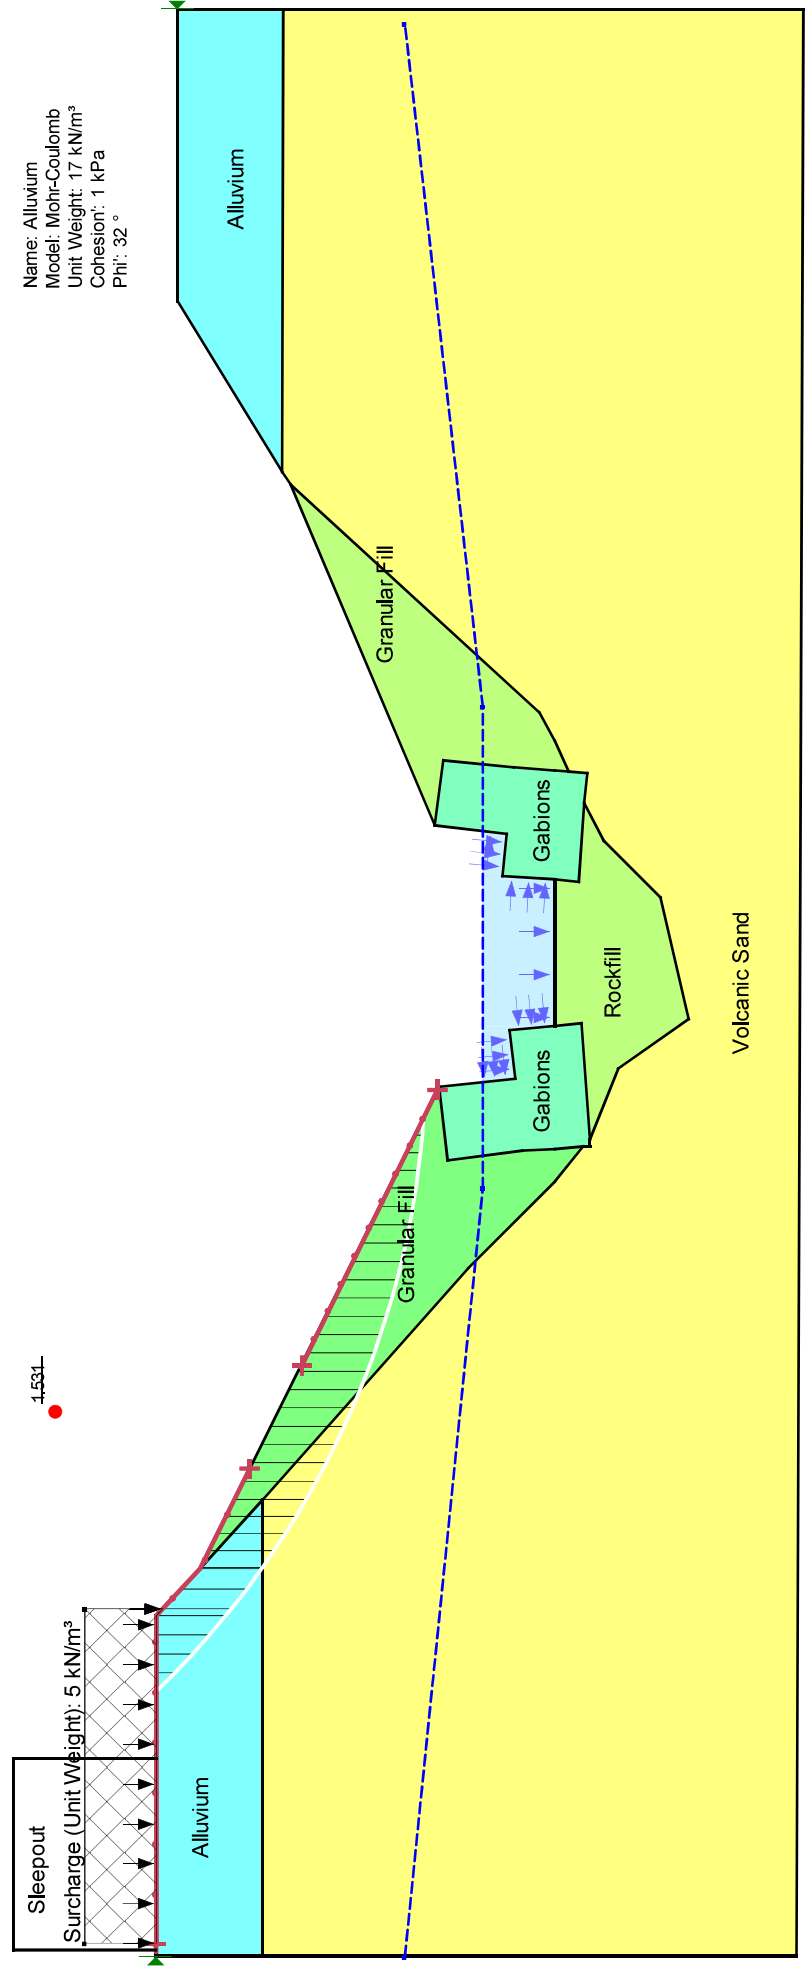 Name: Alluvium
Model: Mohr-Coulomb
Unit Weight: 17 kN/m³
Cohesion': 1 kPa
Phi': 32 °
1.531
Sleepout
Surcharge (Unit Weight): 5 kN/m³
Alluvium
Granular Fill
Gabions
Rockfill
Gabions
Granular Fill
Alluvium
Volcanic Sand